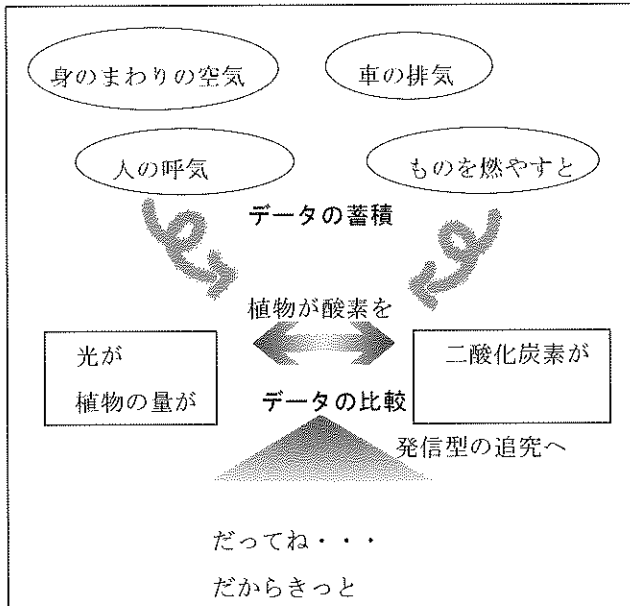 身のまわりの空気
車の排気
人の呼気
ものを燃やすと
データの蓄積
植物が酸素を
光が
植物の量が
二酸化炭素が
データの比較
発信型の追究へ
だってね・・・
だからきっと